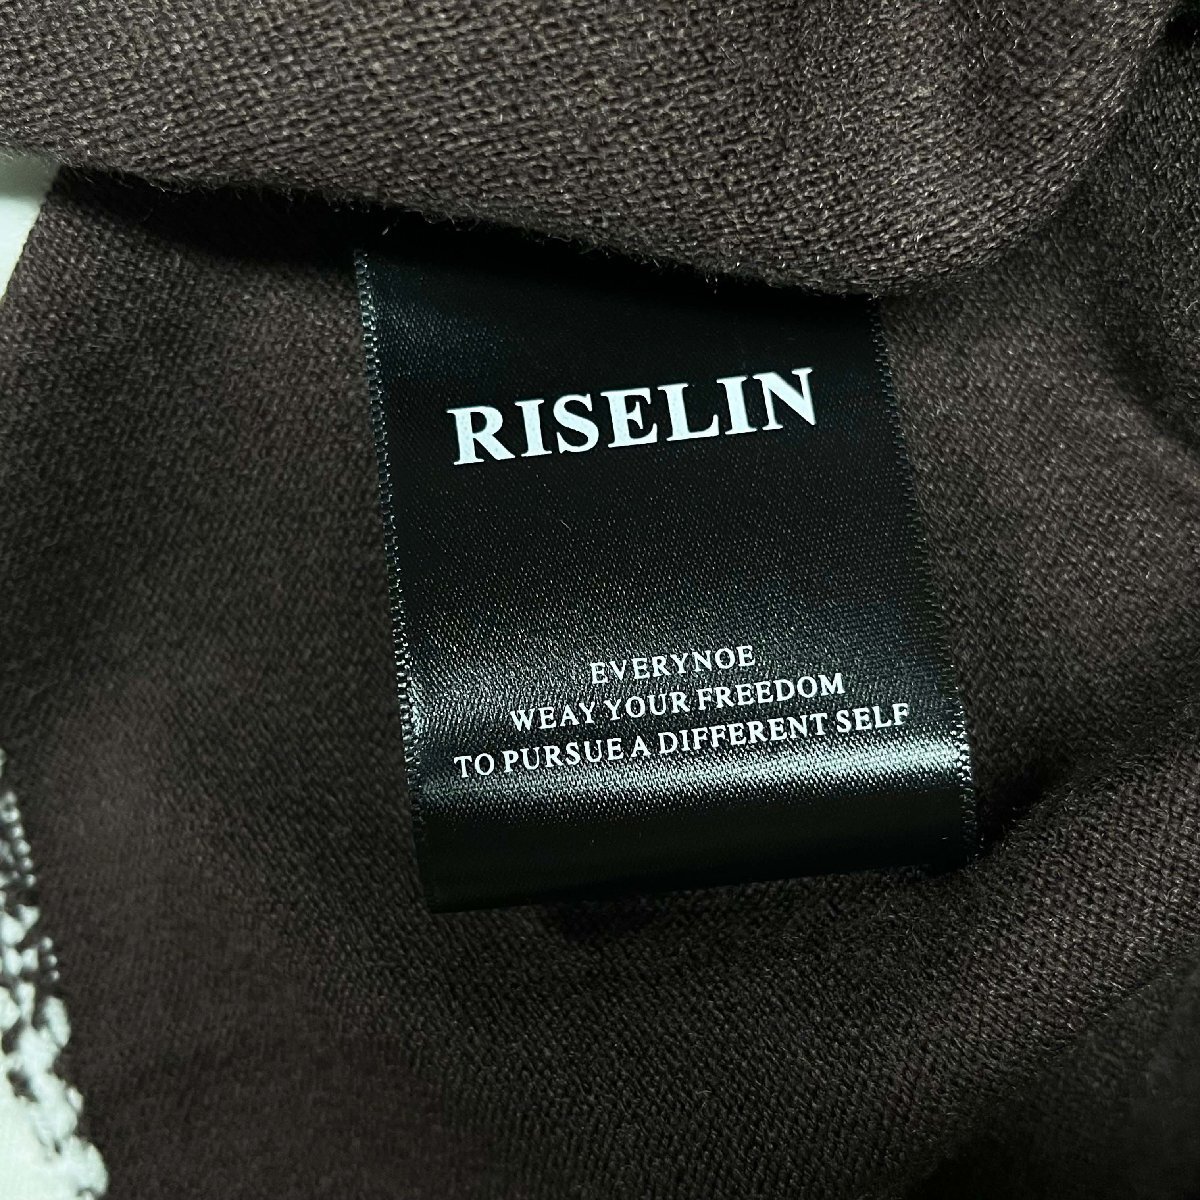 RISELIN
EVERYNOE
WEAY YOUR FREEDOM
TO PURSUE A DIFFERENT SELF